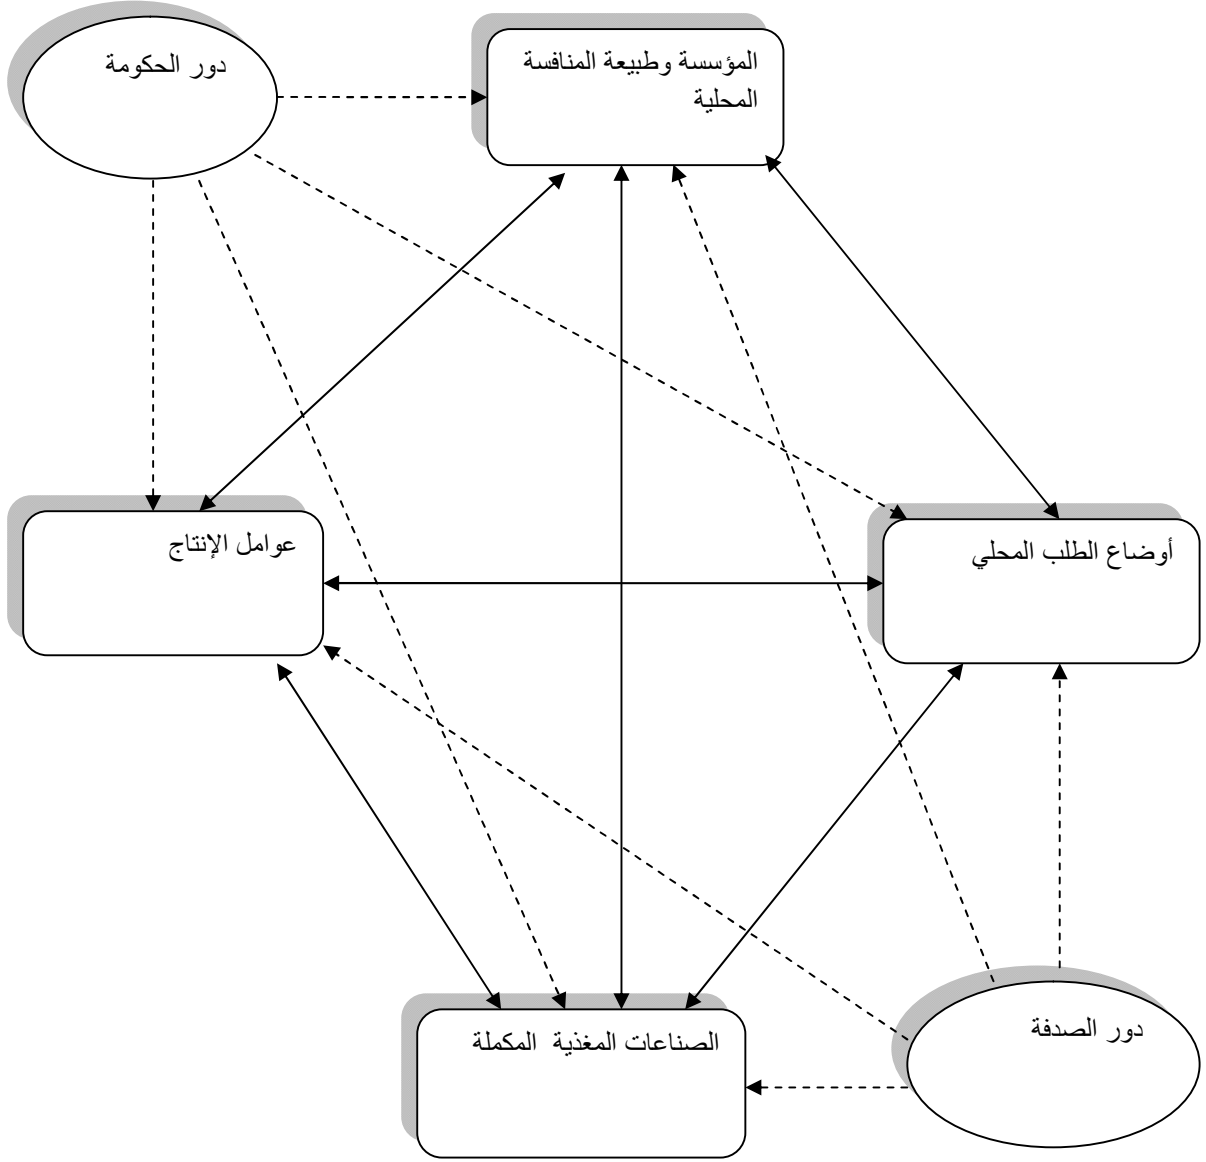 دور الحكومة
المؤسسة وطبيعة المنافسة
المحلية
عوامل الإنتاج
أوضاع الطلب المحلي
دور الصدفة
الصناعات المغذية المكملة